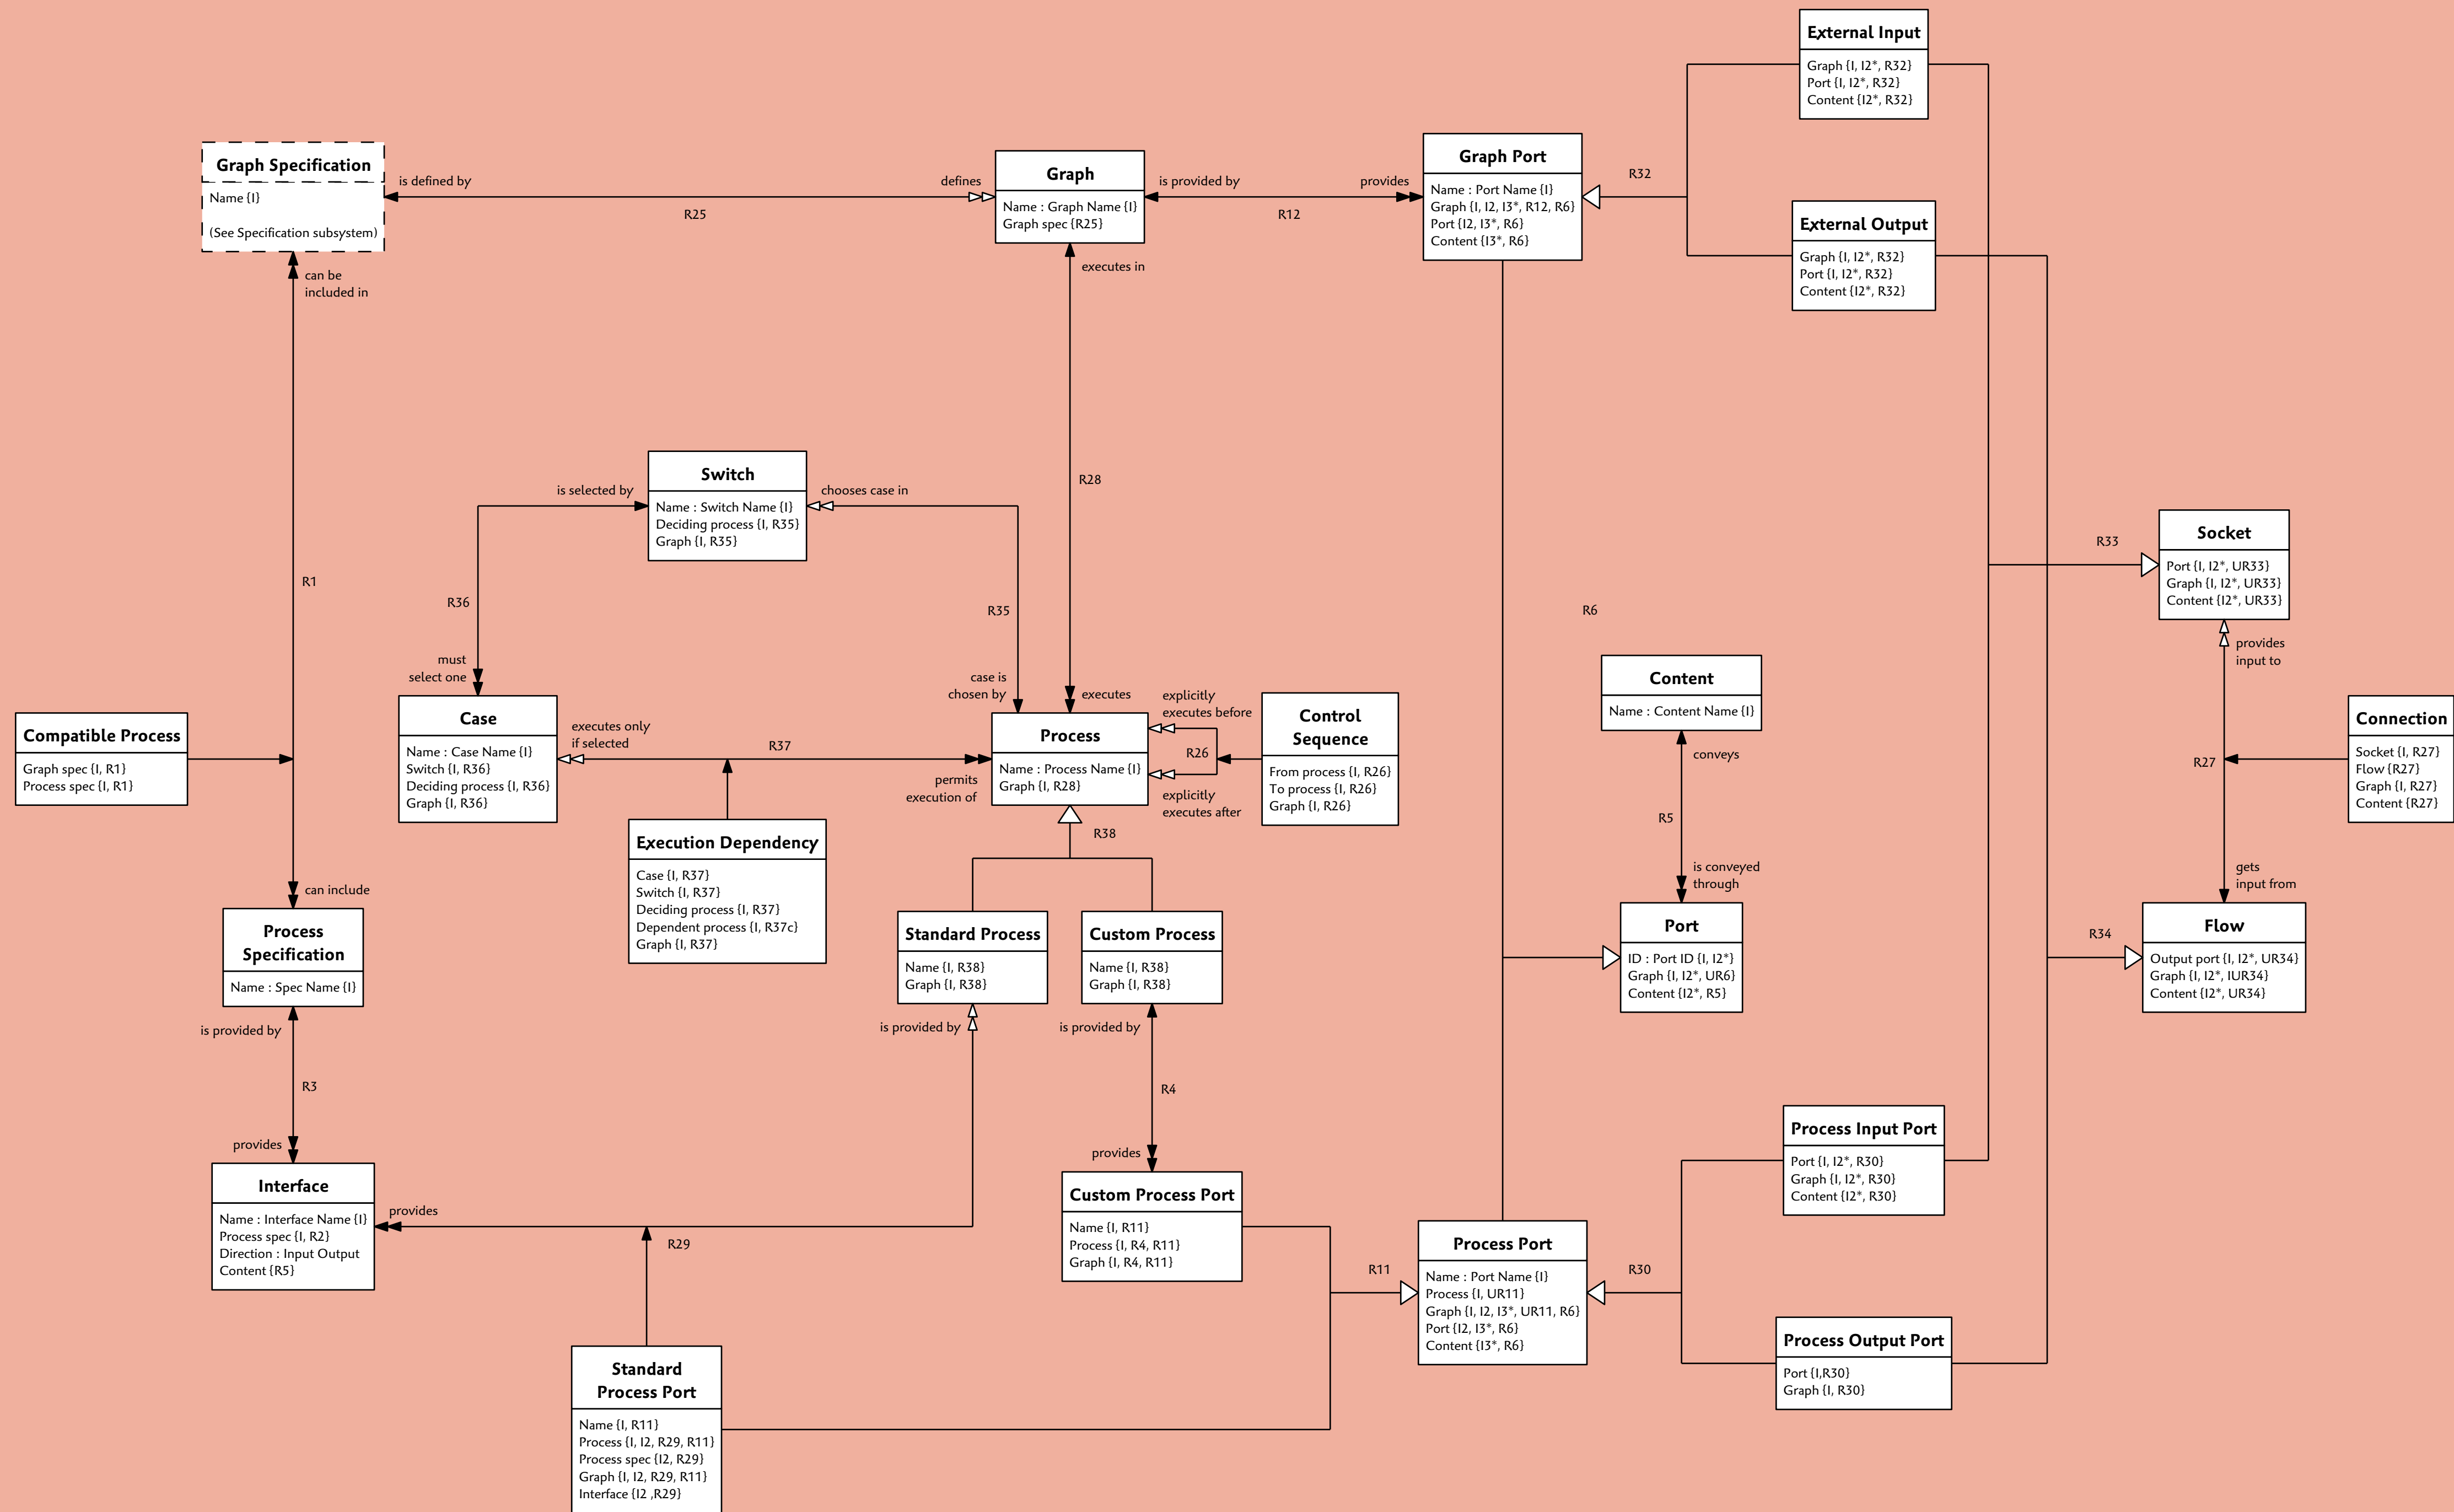 External Input
Graph {I, I2*, R32}
Port {I, I2*, R32}
Content {I2*, R32}
Graph Specification
Name {I}
(See Specification subsystem)
is defined by
defines
R25
Graph
Name : Graph Name {I}
Graph spec {R25}
is provided by
provides
R12
Graph Port
Name : Port Name {I}
Graph {I, I2, I3*, R12, R6}
Port {I2, I3*, R6}
Content {I3*, R6}
R32
External Output
Graph {I, I2*, R32}
Port {I, I2*, R32}
Content {I2*, R32}
can be
included in
executes in
R1
R28
Switch
Name : Switch Name {I}
Deciding process {I, R35}
Graph {I, R35}
is selected by
chooses case in
R36
R35
must
select one
case is
chosen by
executes
R6
R33
Socket
Port {I, I2*, UR33}
Graph {I, I2*, UR33}
Content {I2*, UR33}
provides
input to
Compatible Process
Graph spec {I, R1}
Process spec {I, R1}
Case
Name : Case Name {I}
Switch {I, R36}
Deciding process {I, R36}
Graph {I, R36}
executes only
if selected
R37
permits
execution of
Process
Name : Process Name {I}
Graph {I, R28}
explicitly
executes before
R26
explicitly
executes after
Control
Sequence
From process {I, R26}
To process {I, R26}
Graph {I, R26}
Content
Name : Content Name {I}
conveys
R5
is conveyed
through
R27
Connection
Socket {I, R27}
Flow {R27}
Graph {I, R27}
Content {R27}
gets
input from
Execution Dependency
Case {I, R37}
Switch {I, R37}
Deciding process {I, R37}
Dependent process {I, R37c}
Graph {I, R37}
R38
can include
Process
Specification
Name : Spec Name {I}
Standard Process
Name {I, R38}
Graph {I, R38}
Custom Process
Name {I, R38}
Graph {I, R38}
Port
ID : Port ID {I, I2*}
Graph {I, I2*, UR6}
Content {I2*, R5}
R34
Flow
Output port {I, I2*, UR34}
Graph {I, I2*, IUR34}
Content {I2*, UR34}
is provided by
R3
provides
is provided by
is provided by
R4
provides
Interface
Name : Interface Name {I}
Process spec {I, R2}
Direction : Input Output
Content {R5}
provides
R29
Custom Process Port
Name {I, R11}
Process {I, R4, R11}
Graph {I, R4, R11}
R11
Process Port
Name : Port Name {I}
Process {I, UR11}
Graph {I, I2, I3*, UR11, R6}
Port {I2, I3*, R6}
Content {I3*, R6}
R30
Process Input Port
Port {I, I2*, R30}
Graph {I, I2*, R30}
Content {I2*, R30}
Process Output Port
Port {I,R30}
Graph {I, R30}
Standard
Process Port
Name {I, R11}
Process {I, I2, R29, R11}
Process spec {I2, R29}
Graph {I, I2, R29, R11}
Interface {I2 ,R29}